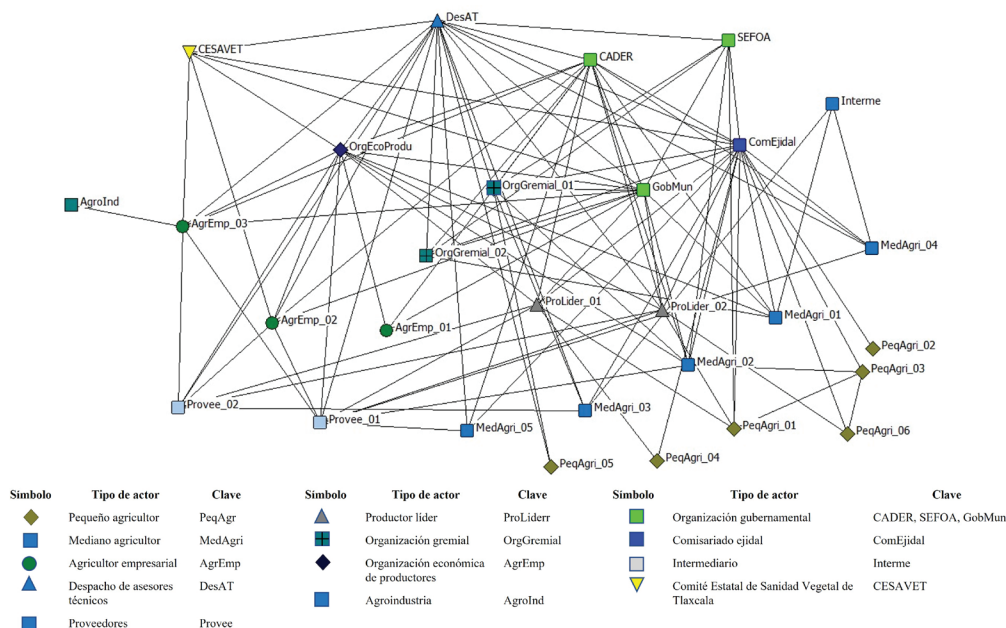 DesAT
SEFOA
CESAVET
CADER
Interme
ComEjidal
OrgEcoProdu
OrgGremial_01
GobMun
AgroInd
AgrEmp_03
MedAgri_04
OrgGremial_02
ProLider_01
ProLider_02
MedAgri_01
AgrEmp_02
AgrEmp_01
PeqAgri_02
MedAgri_02
PeqAgri_03
Provee_02
MedAgri_03
Provee_01
MedAgri_05
PeqAgri_01
PeqAgri_06
PeqAgri_04
PeqAgri_05
Símbolo Tipo de actor Clave Símbolo Tipo de actor Clave Símbolo Tipo de actor Clave
Pequeño agricultor PeqAgr Productor líder ProLiderr Organización gubernamental CADER, SEFOA, GobMun
Mediano agricultor MedAgri Organización gremial OrgGremial Comisariado ejidal ComEjidal
Agricultor empresarial AgrEmp Organización económica de productores AgrEmp Intermediario Interme
Despacho de asesores técnicos DesAT Agroindustria AgroInd Comité Estatal de Sanidad Vegetal de Tlaxcala CESAVET
Proveedores Provee